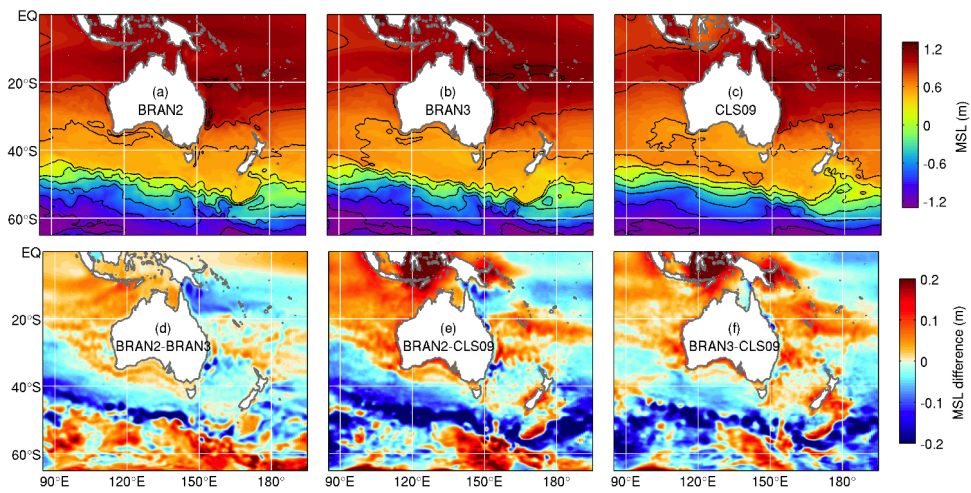 EQ
20°S
40°S
60°S
(a)
BRAN2
(b)
BRAN3
(c)
CLS09
1.2
0.6
0
-0.6
-1.2
MSL (m)
EQ
20°S
40°S
60°S
(d)
BRAN2-BRAN3
(e)
BRAN2-CLS09
(f)
BRAN3-CLS09
0.2
0.1
0
-0.1
-0.2
MSL difference (m)
90°E 120°E 150°E 180°E
90°E 120°E 150°E 180°E
90°E 120°E 150°E 180°E